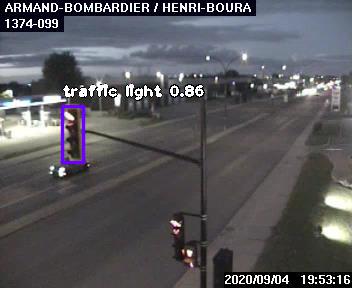 ARMAND-BOMBARDIER / HENRI-BOURA
1374-099
traffic light 0.86
2020/09/04 19:53:16